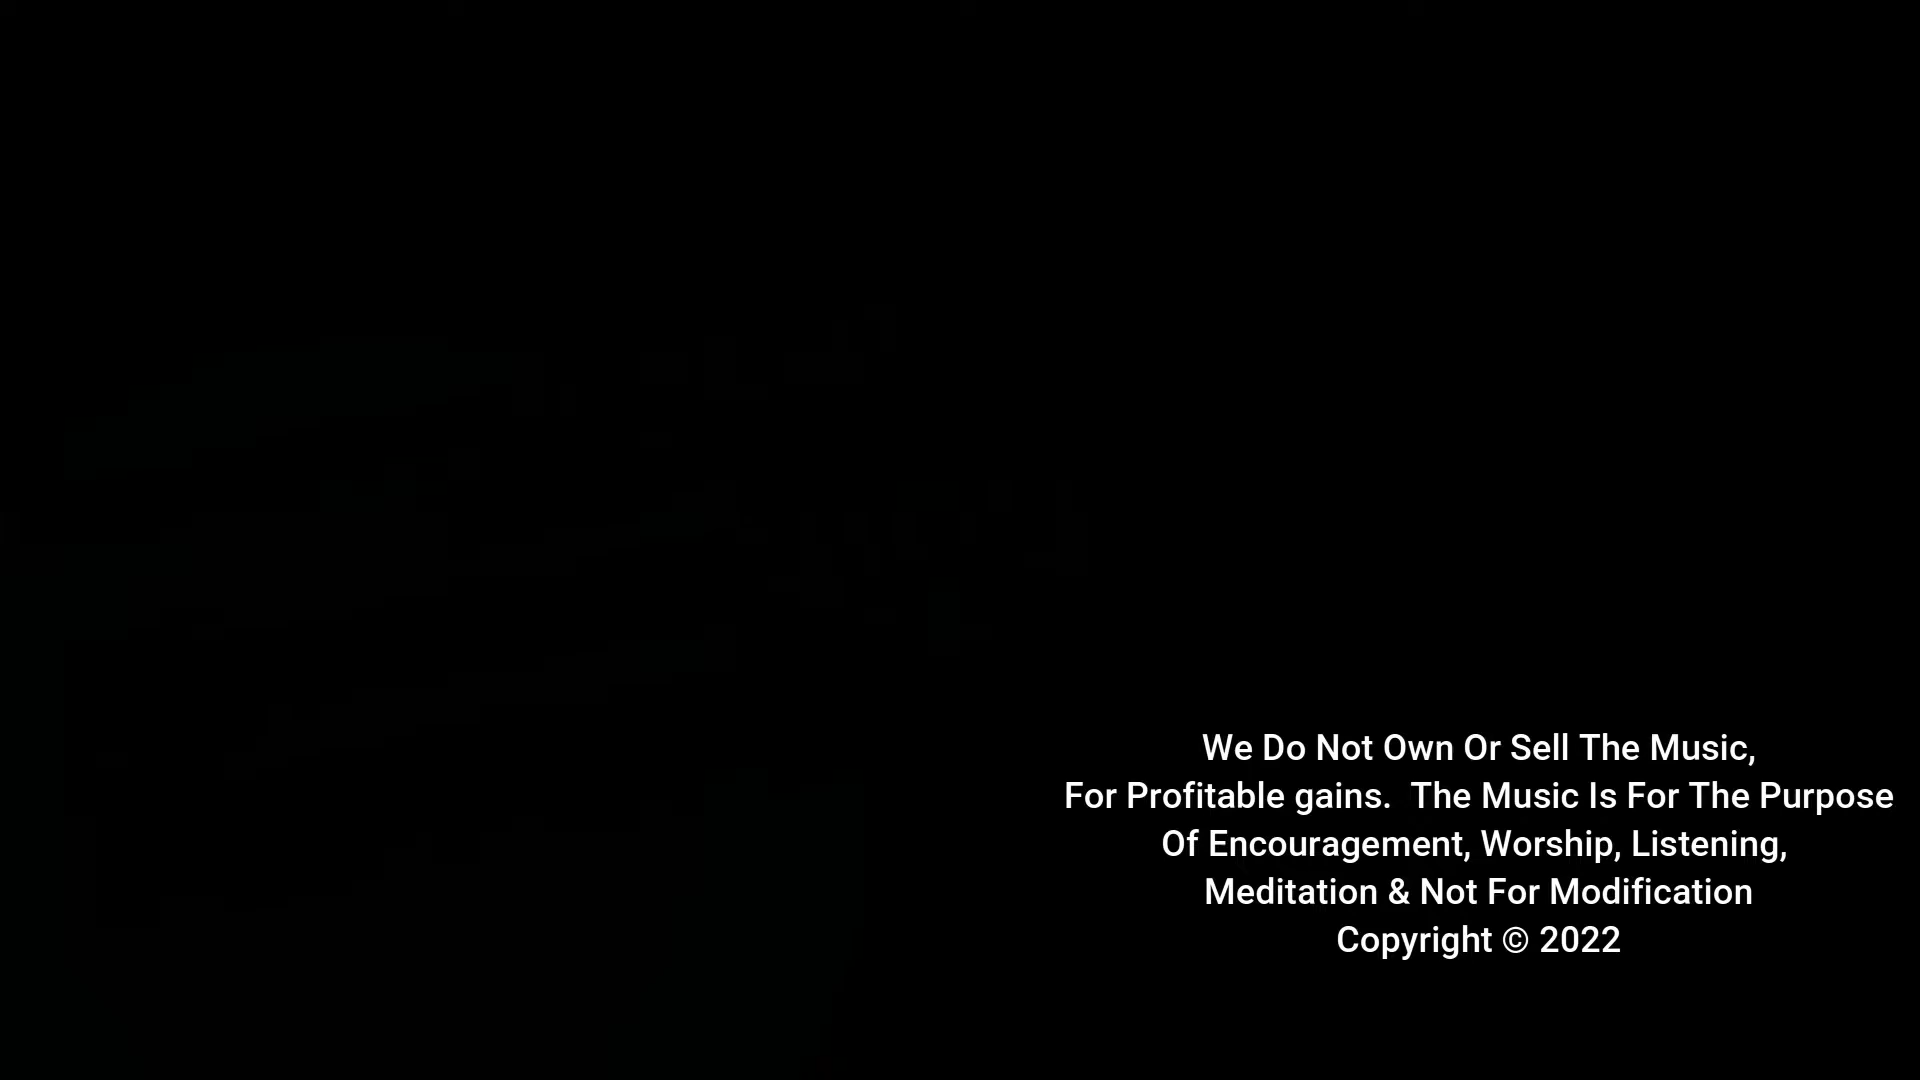 We Do Not Own Or Sell The Music,
For Profitable gains.  The Music Is For The Purpose
Of Encouragement, Worship, Listening,
Meditation & Not For Modification
Copyright © 2022